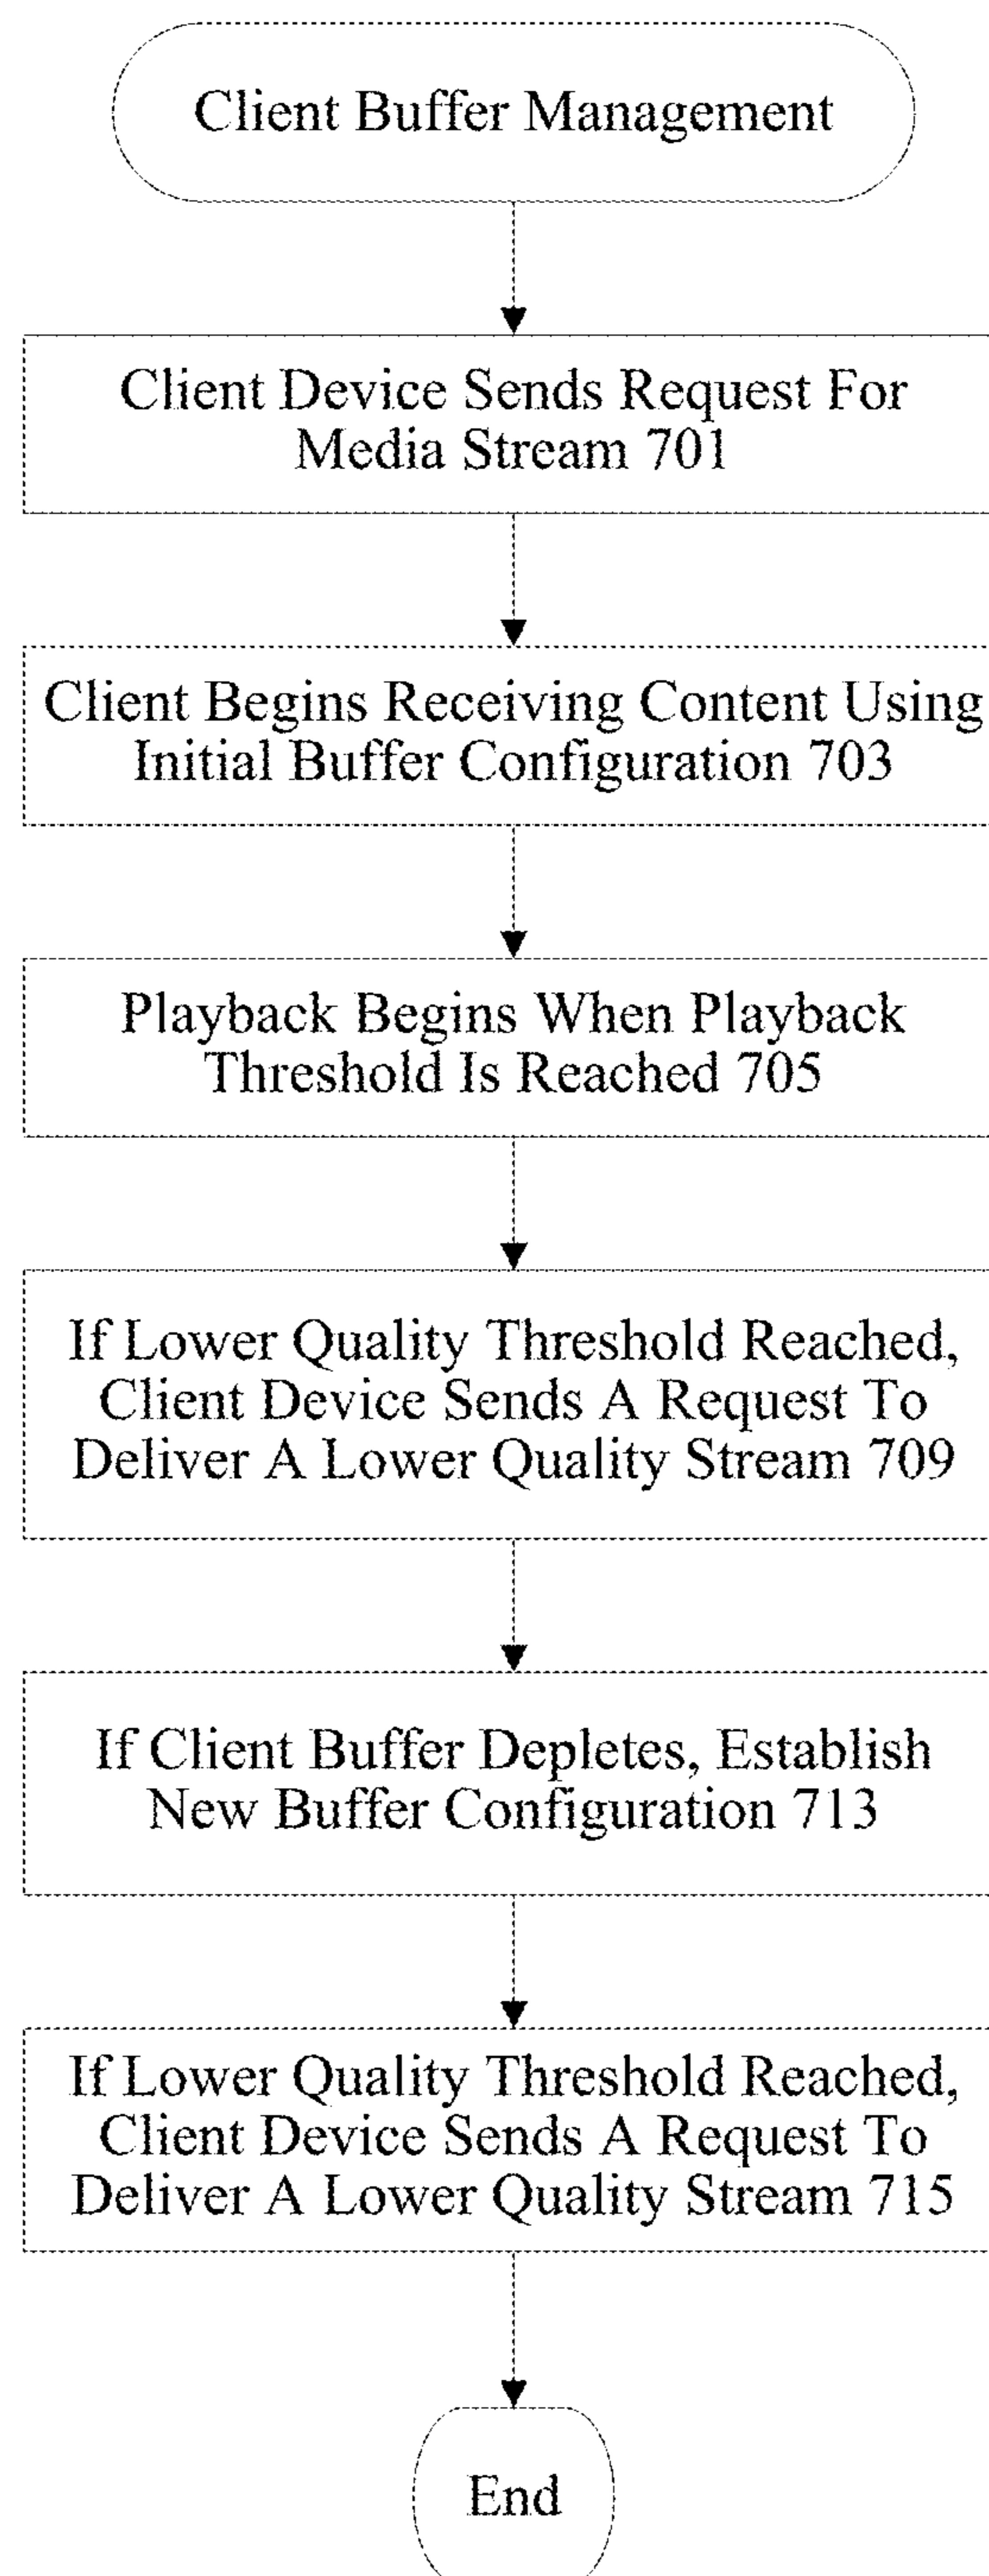 Client Buffer Management
Client Device Sends Request For
Media Stream 701
Client Begins Receiving Content Using
Initial Buffer Configuration 703
Playback Begins When Playback
Threshold Is Reached 705
If Lower Quality Threshold Reached,
Client Device Sends A Request To
Deliver A Lower Quality Stream 709
If Client Buffer Depletes, Establish
New Buffer Configuration 713
If Lower Quality Threshold Reached,
Client Device Sends A Request To
Deliver A Lower Quality Stream 715
End